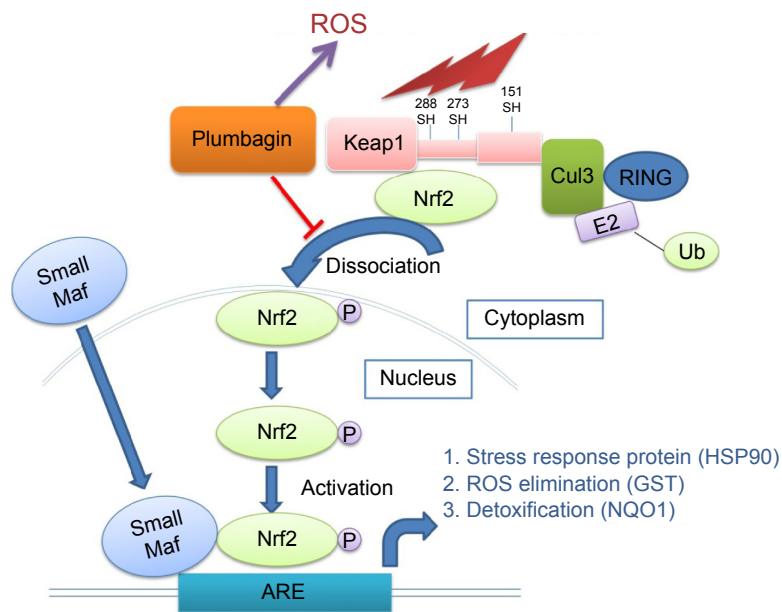 ROS
288
SH
273
SH
151
SH
Plumbagin
Keap1
Cul3
RING
Nrf2
E2
Ub
Dissociation
Small
Maf
Nrf2
P
Cytoplasm
Nucleus
Nrf2
P
Activation
1. Stress response protein (HSP90)
2. ROS elimination (GST)
3. Detoxification (NQO1)
Small
Maf
Nrf2
P
ARE